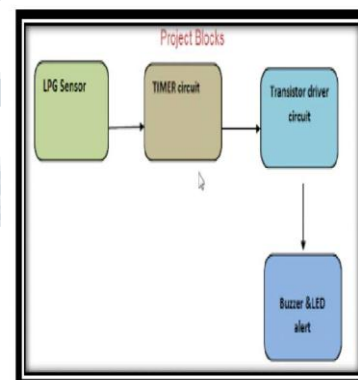 Project Blocks
LPG Sensor
TIMER circuit
Transistor driver
circuit
Buzzer &LED
alert